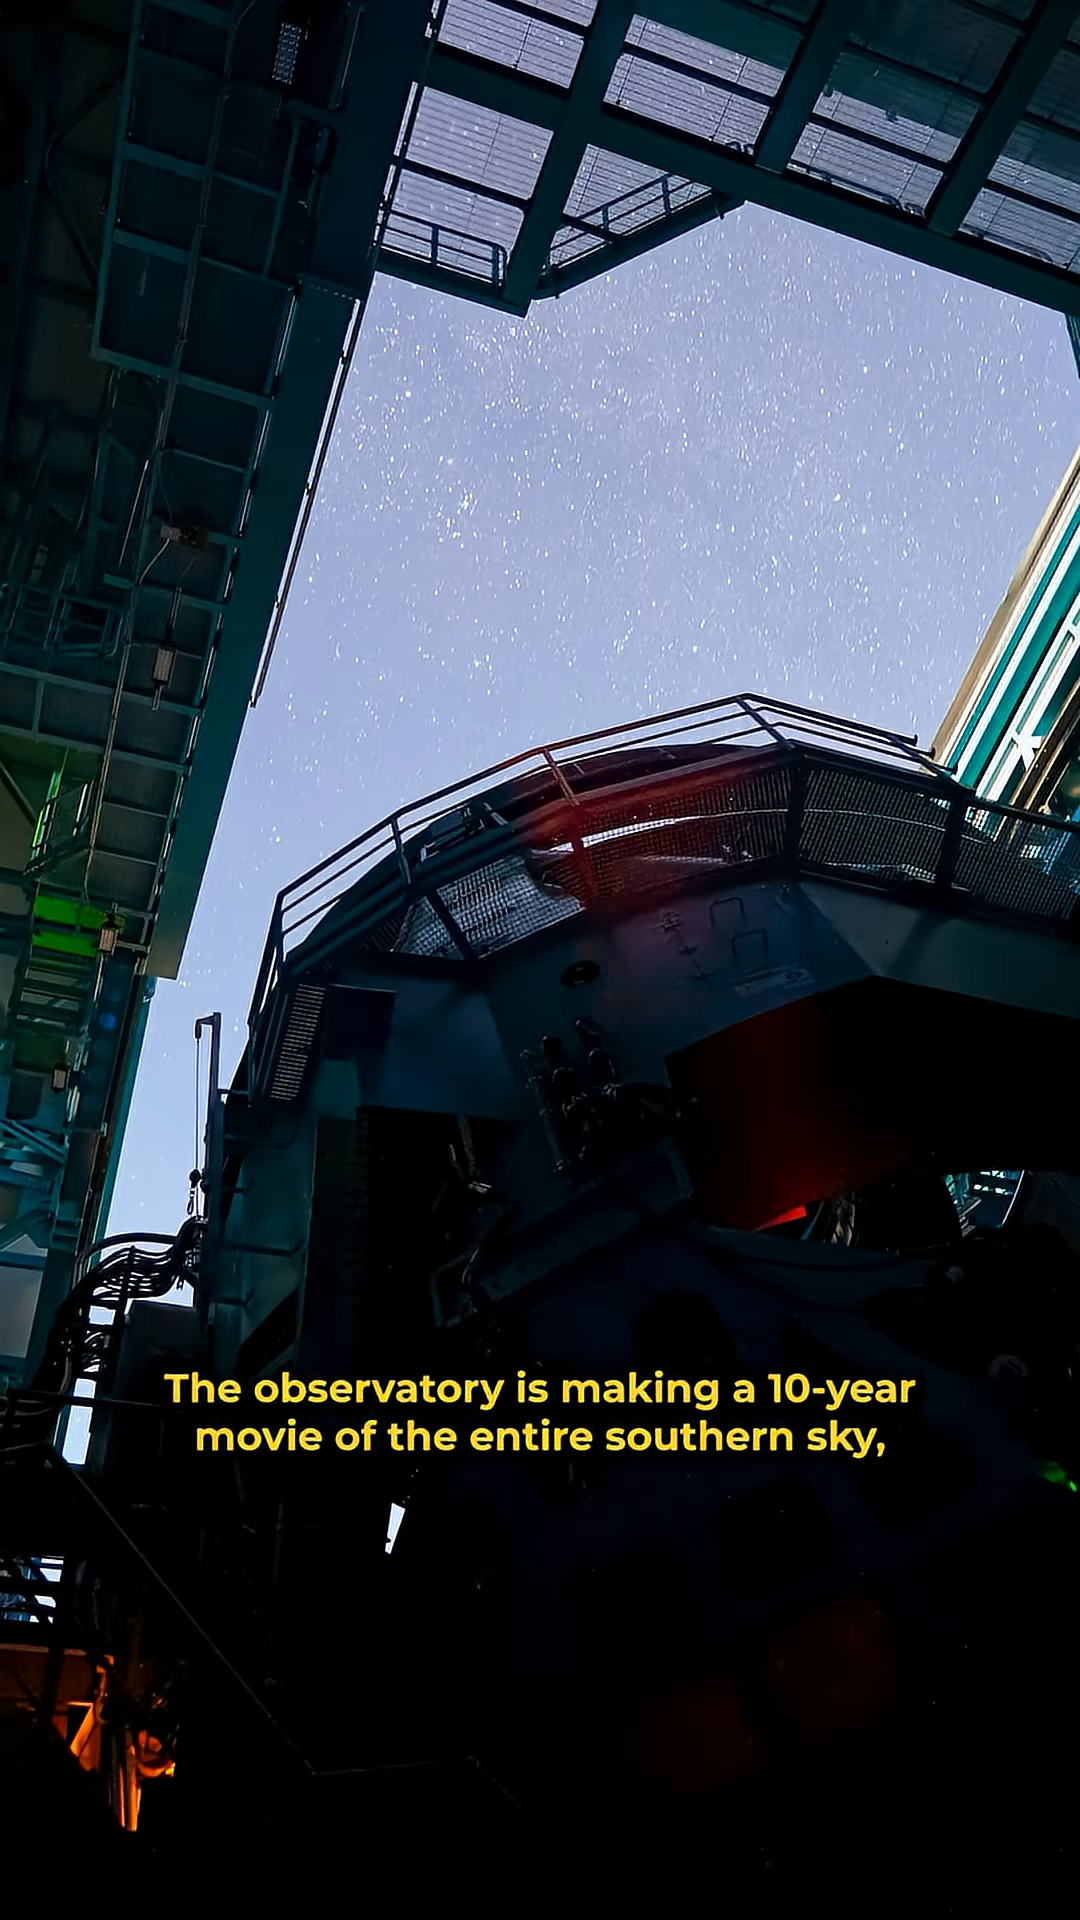 The observatory is making a 10-year
movie of the entire southern sky,